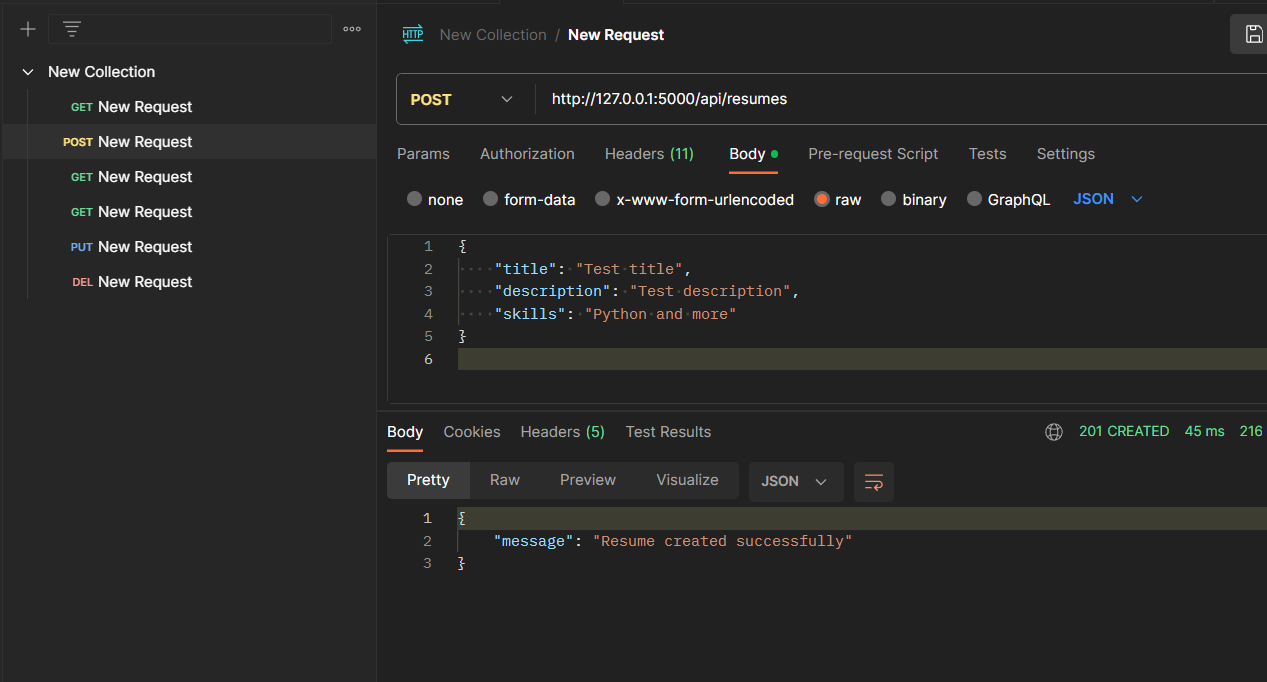 New Collection
GET New Request
POST New Request
GET New Request
GET New Request
PUT New Request
DEL New Request
HTTP New Collection / New Request
POST http://127.0.0.1:5000/api/resumes
Params Authorization Headers (11) Body Pre-request Script Tests Settings
none form-data x-www-form-urlencoded raw binary GraphQL JSON
1 {
2 ····"title":·"Test·title",
3 ····"description":·"Test·description",
4 ····"skills":·"Python·and·more"
5 }
6
Body Cookies Headers (5) Test Results 201 CREATED 45 ms 216
Pretty Raw Preview Visualize JSON
1 {
2 "message": "Resume created successfully"
3 }